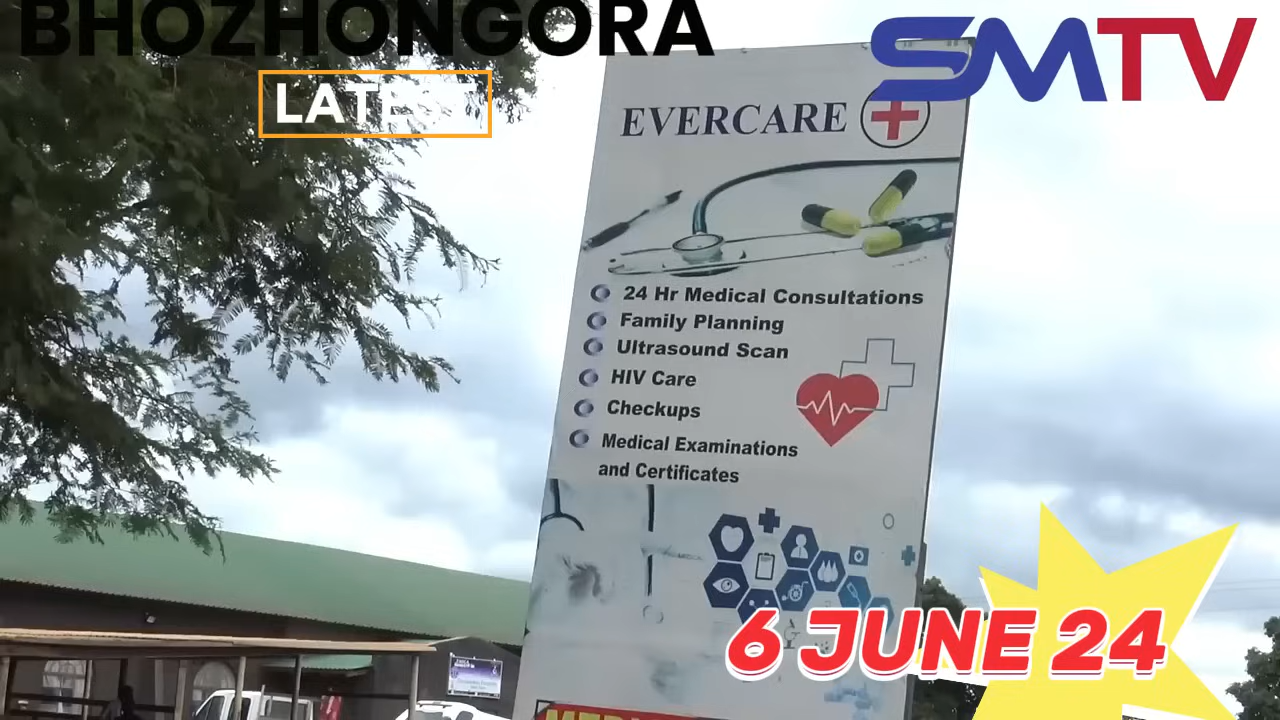 BHOZHONGORA
SMTV
LATEST
EVERCARE
24 Hr Medical Consultations
Family Planning
Ultrasound Scan
HIV Care
Checkups
Medical Examinations
and Certificates
6 JUNE 24